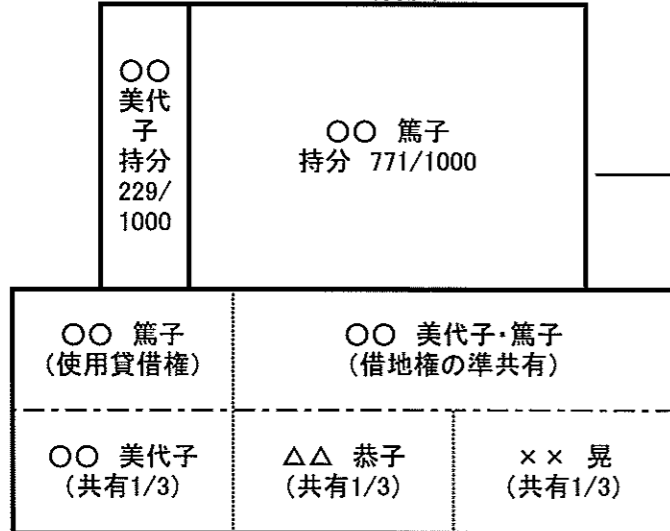 ○○
美代
子
持分
229/
1000
○○ 篤子
持分 771/1000
○○ 篤子
(使用貸借権)
○○ 美代子・篤子
(借地権の準共有)
○○ 美代子
(共有1/3)
△△ 恭子
(共有1/3)
×× 晃
(共有1/3)